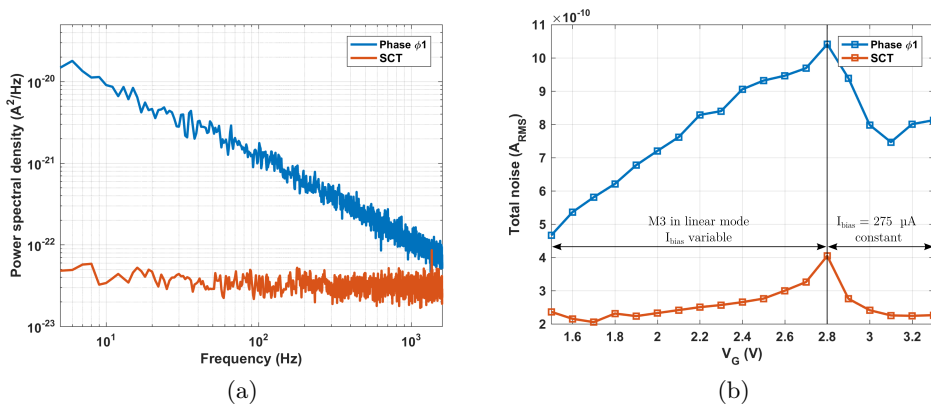 (a)
Phase ϕ1
SCT
Power spectral density (A²/Hz)
10⁻²⁰
10⁻²¹
10⁻²²
10⁻²³
10¹
10²
10³
Frequency (Hz)
(a)
(b)
×10⁻¹⁰
Phase ϕ1
SCT
Total noise (A_RMS)
11
10
9
8
7
6
5
4
3
2
M3 in linear mode
I_bias variable
I_bias = 275 μA
constant
1.6
1.8
2
2.2
2.4
2.6
2.8
3
3.2
V_G (V)
(b)